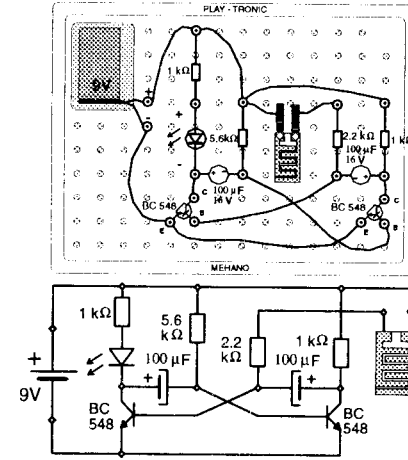 PLAY - TRONIC
1 kΩ
9V
+
-
+
-
5.6kΩ
2.2 kΩ
100 µF
16 V
1 k
100 µF
16 V
C
BC 548
B
E
C
BC 548
B
E
MEHANO
1 kΩ
5.6
kΩ
2.2
kΩ
1 kΩ
100 µF
+
100 µF
+
+
9V
BC
548
BC
548